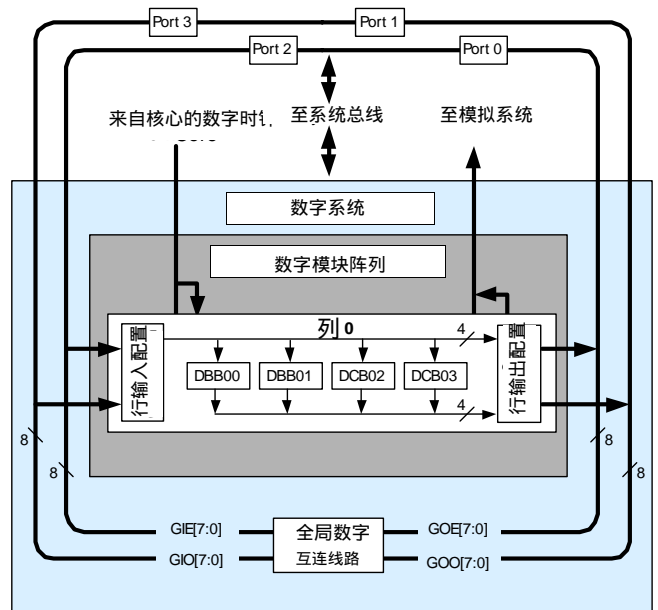 Port 3
Port 1
Port 2
Port 0
来自核心的数字时
至系统总线
至模拟系统
数字系统
数字模块阵列
列 0
行输入配置
行输出配置
4
DBB00
DBB01
DCB02
DCB03
4
8
8
8
8
GIE[7:0]
全局数字
GOE[7:0]
GIO[7:0]
互连线路
GOO[7:0]